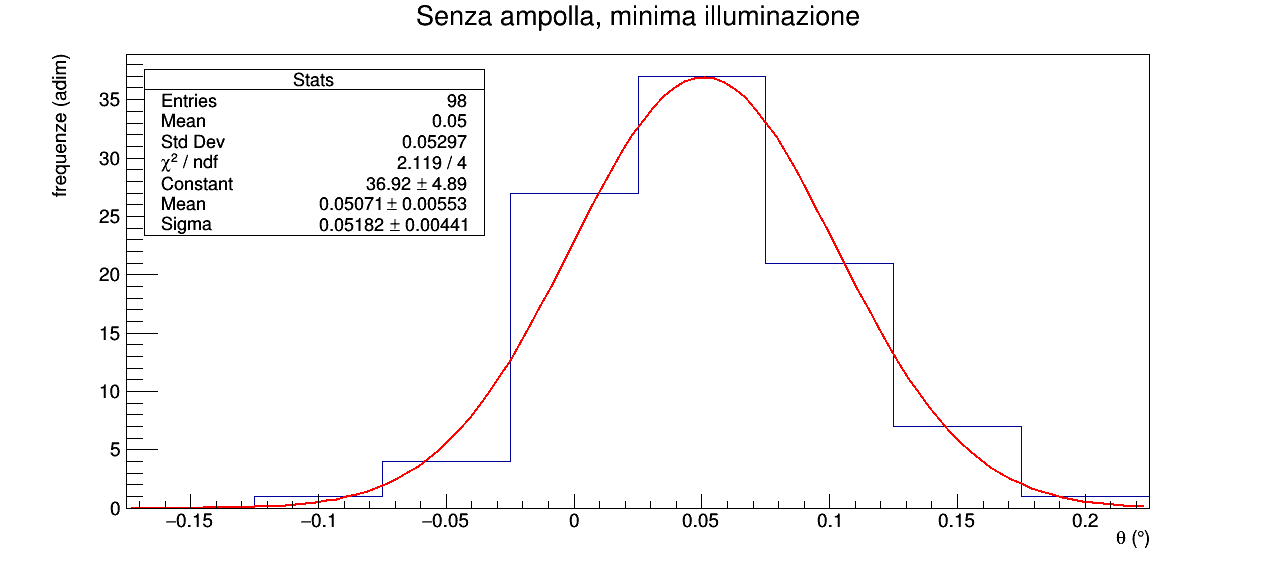 Senza ampolla, minima illuminazione
frequenze (adim)
Stats
Entries 98
Mean 0.05
Std Dev 0.05297
χ² / ndf 2.119 / 4
Constant 36.92 ± 4.89
Mean 0.05071 ± 0.00553
Sigma 0.05182 ± 0.00441
35
30
25
20
15
10
5
0
−0.15 −0.1 −0.05 0 0.05 0.1 0.15 0.2
θ (°)